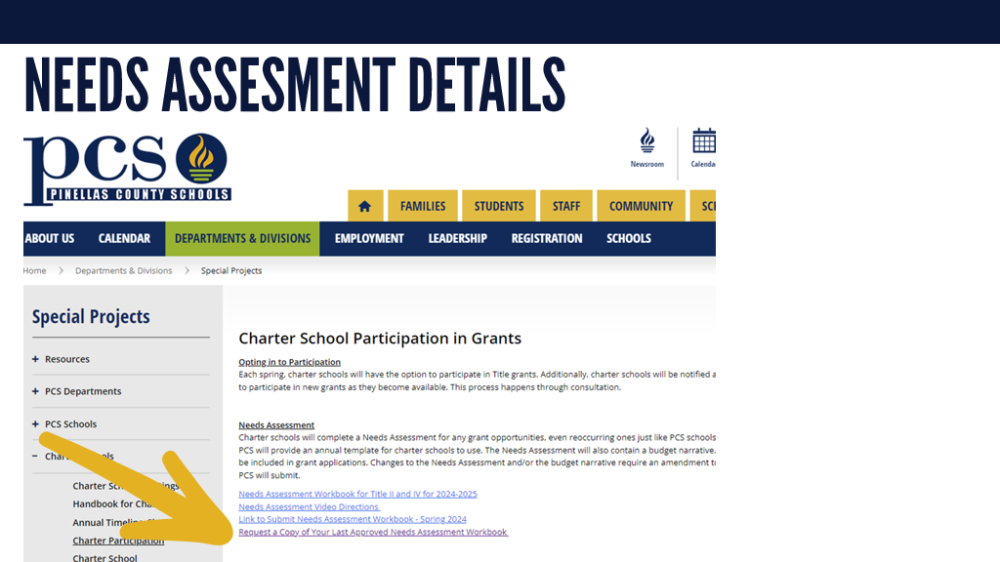 NEEDS ASSESMENT DETAILS
pcs
PINELLAS COUNTY SCHOOLS
Newsroom
Calenda
FAMILIES
STUDENTS
STAFF
COMMUNITY
SC
ABOUT US
CALENDAR
DEPARTMENTS & DIVISIONS
EMPLOYMENT
LEADERSHIP
REGISTRATION
SCHOOLS
Home > Departments & Divisions > Special Projects
Special Projects
+ Resources
+ PCS Departments
+ PCS Schools
− Cha
Charter Sc
Handbook for Cha
Annual Timeline
Charter Participation
Charter School
Charter School Participation in Grants
Opting in to Participation
Each spring, charter schools will have the option to participate in Title grants. Additionally, charter schools will be notified a
to participate in new grants as they become available. This process happens through consultation.
Needs Assessment
Charter schools will complete a Needs Assessment for any grant opportunities, even reoccurring ones just like PCS schools
PCS will provide an annual template for charter schools to use. The Needs Assessment will also contain a budget narrative.
be included in grant applications. Changes to the Needs Assessment and/or the budget narrative require an amendment t
PCS will submit.
Needs Assessment Workbook for Title II and IV for 2024-2025
Needs Assessment Video Directions
Link to Submit Needs Assessment Workbook - Spring 2024
Request a Copy of Your Last Approved Needs Assessment Workbook